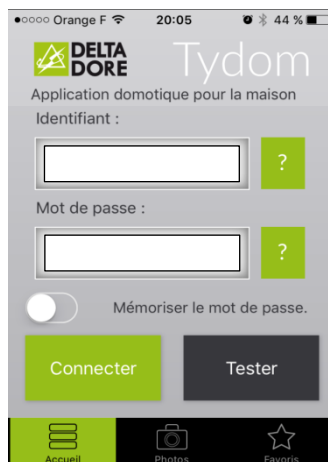 Orange F 20:05 44 %
DELTA DORE
Tydom
Application domotique pour la maison
Identifiant :
?
Mot de passe :
?
Mémoriser le mot de passe.
Connecter Tester
Accueil Photos Favoris